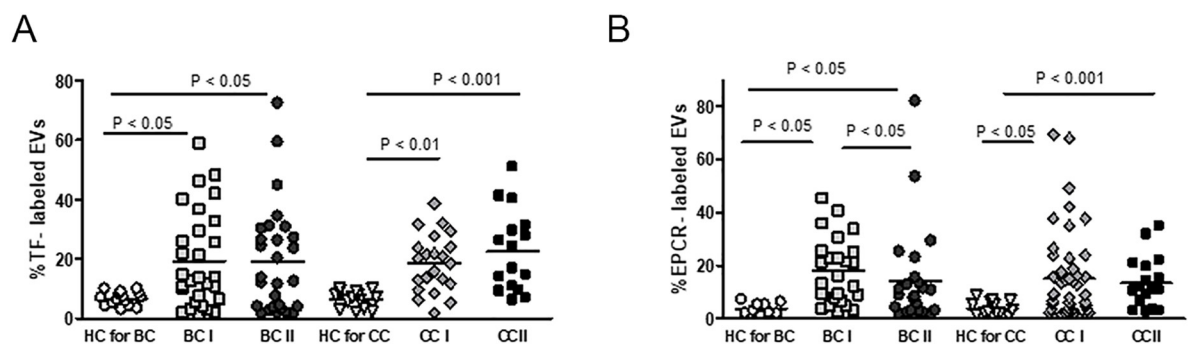 A
B
%TF- labeled EVs
80
60
40
20
0
P < 0.05
P < 0.05
P < 0.001
P < 0.01
HC for BC BC I BC II HC for CC CC I CCII
%EPCR- labeled EVs
80
60
40
20
0
P < 0.05
P < 0.05
P < 0.05
P < 0.001
P < 0.05
HC for BC BC I BC II HC for CC CC I CC II